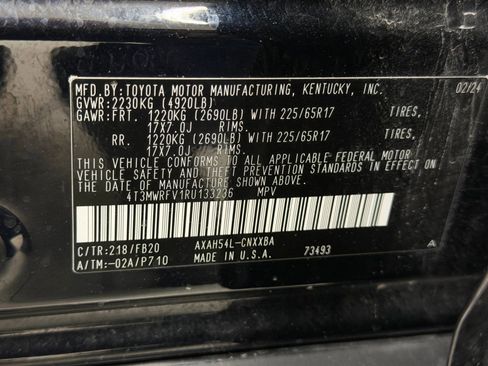 MFD.BY:TOYOTA MOTOR MANUFACTURING, KENTUCKY, INC. 02/24
GVWR:2230KG (4920LB)
GAWR:FRT. 1220KG (2690LB) WITH 225/65R17 TIRES,
17X7.0J RIMS.
RR. 1220KG (2690LB) WITH 225/65R17 TIRES,
17X7.0J RIMS.
THIS VEHICLE CONFORMS TO ALL APPLICABLE FEDERAL MOTOR
VEHICLE SAFETY AND THEFT PREVENTION STANDARDS IN EFFECT
ON THE DATE OF MANUFACTURE SHOWN ABOVE.
4T3MWRFV1RU133236 MPV
C/TR:218/FB20 AXAH54L-CNXXBA A
A/TM:-02A/P710 MADE IN U.S.A. 73493